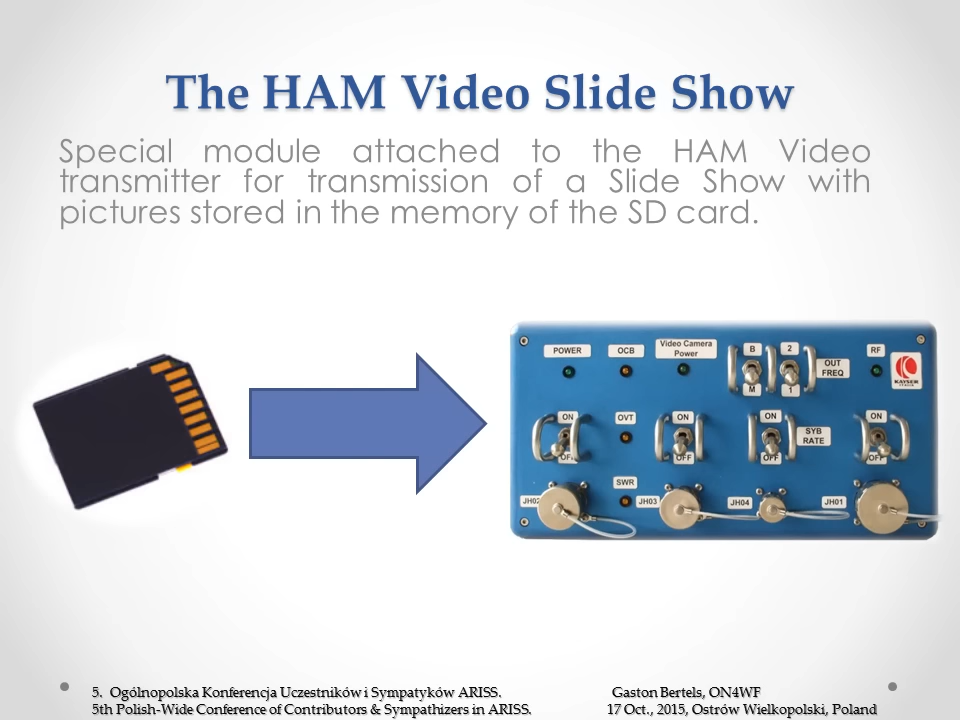 The HAM Video Slide Show
Special module attached to the HAM Video
transmitter for transmission of a Slide Show with
pictures stored in the memory of the SD card.
POWER
OCB
Video Camera
Power
B
2
OUT
FREQ
RF
M
1
KAYSER
ITALIA
ON
OVT
ON
ON
SYB
RATE
ON
OFF
OFF
OFF
OFF
SWR
JH02
JH03
JH04
JH01
5. Ogólnopolska Konferencja Uczestników i Sympatyków ARISS. Gaston Bertels, ON4WF
5th Polish-Wide Conference of Contributors & Sympathizers in ARISS. 17 Oct., 2015, Ostrów Wielkopolski, Poland